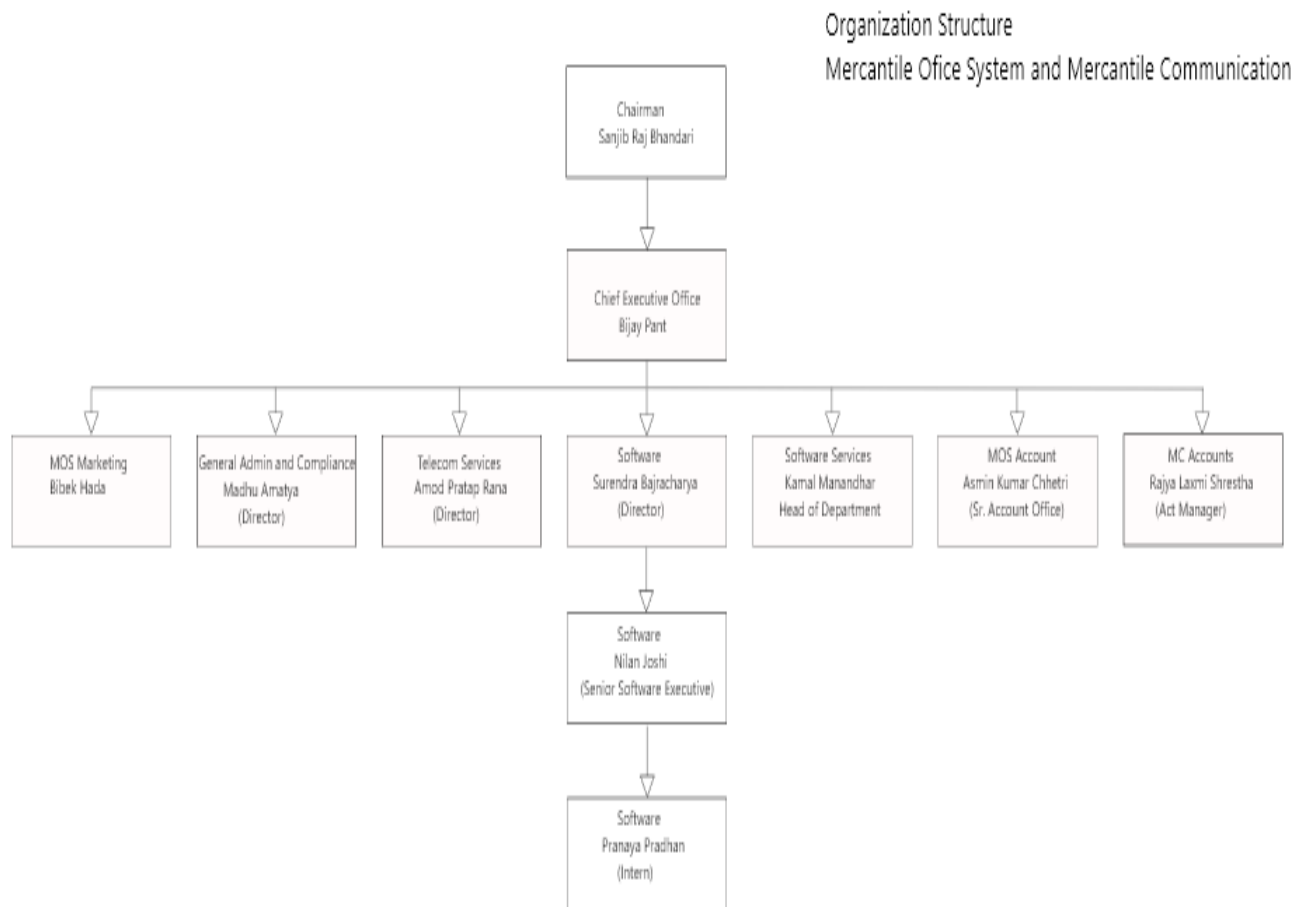 Organization Structure
Mercantile Ofice System and Mercantile Communication
Chairman
Sanjib Raj Bhandari
Chief Executive Office
Bijay Pant
MOS Marketing
Bibek Hada
General Admin and Compliance
Madhu Amatya
(Director)
Telecom Services
Amod Pratap Rana
(Director)
Software
Surendra Bajracharya
(Director)
Software Services
Kamal Manandhar
Head of Department
MOS Account
Asmin Kumar Chhetri
(Sr. Account Office)
MC Accounts
Rajya Laxmi Shrestha
(Act Manager)
Software
Nilan Joshi
(Senior Software Executive)
Software
Pranaya Pradhan
(Intern)